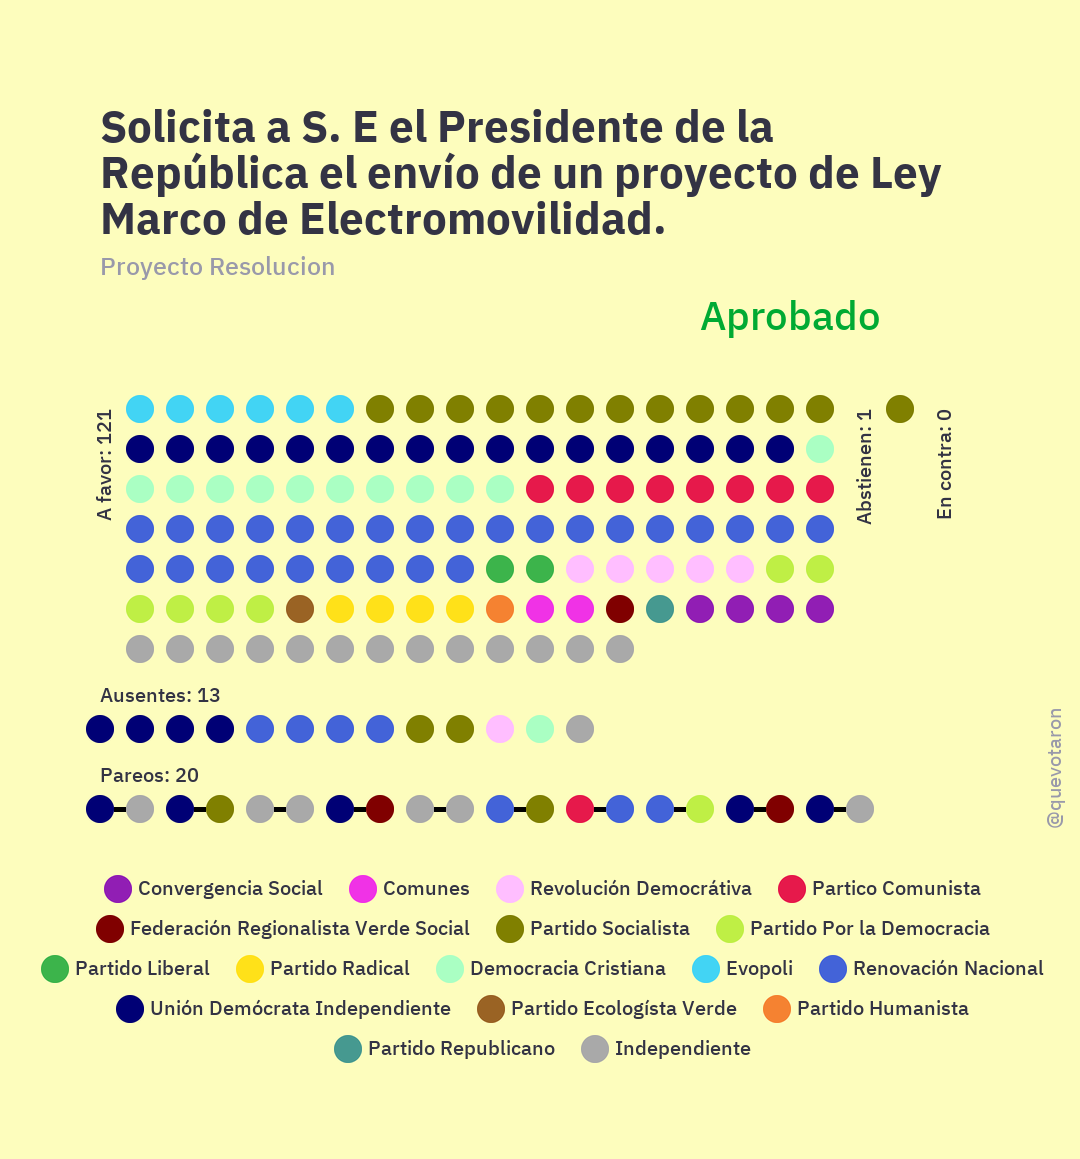 Solicita a S. E el Presidente de la
República el envío de un proyecto de Ley
Marco de Electromovilidad.
Proyecto Resolucion
Aprobado
A favor: 121
Abstienen: 1
En contra: 0
Ausentes: 13
Pareos: 20
@quevotaron
Convergencia Social Comunes Revolución Democrátiva Partico Comunista
Federación Regionalista Verde Social Partido Socialista Partido Por la Democracia
Partido Liberal Partido Radical Democracia Cristiana Evopoli Renovación Nacional
Unión Demócrata Independiente Partido Ecologísta Verde Partido Humanista
Partido Republicano Independiente